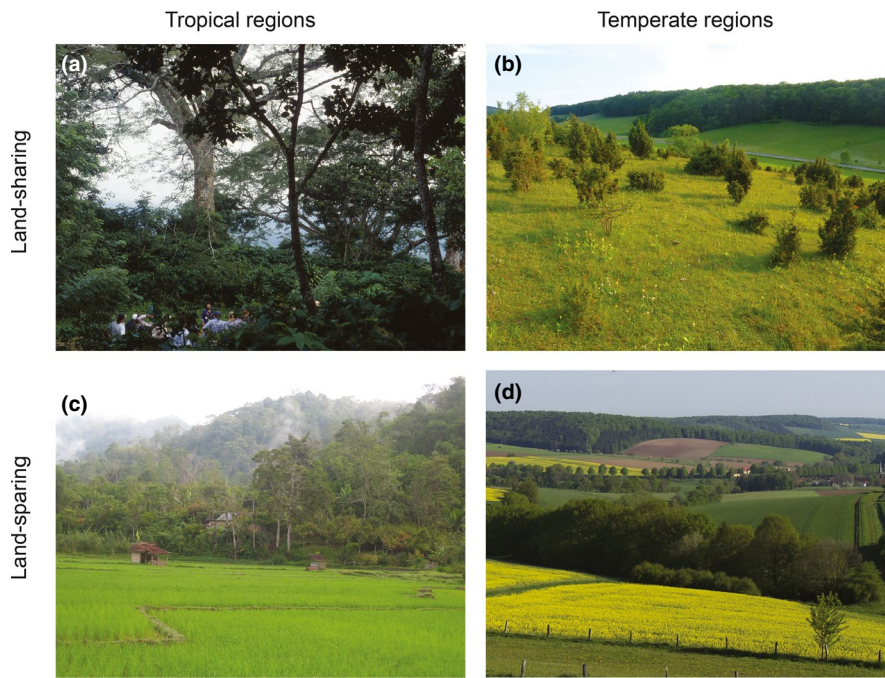 Tropical regions
Temperate regions
Land-sharing
(a)
(b)
Land-sparing
(c)
(d)